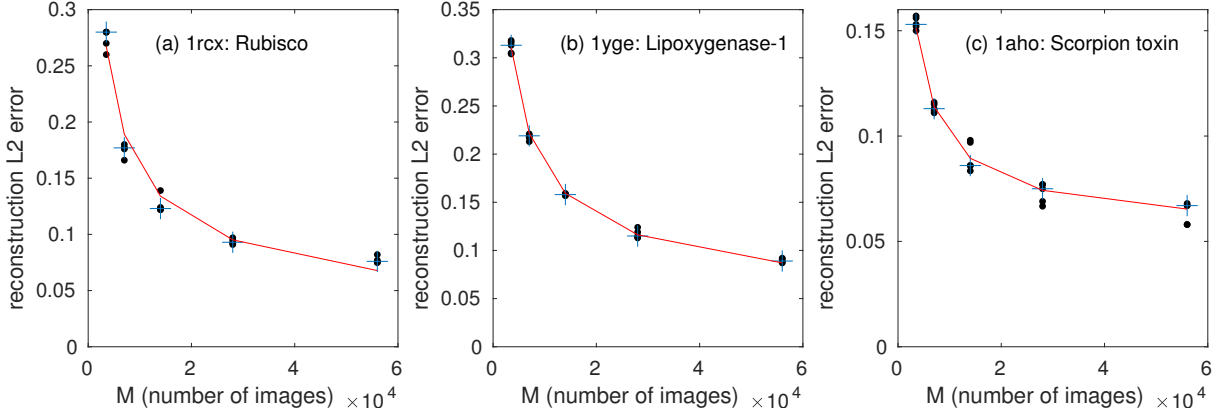 (a) 1rcx: Rubisco
reconstruction L2 error
0.3
0.25
0.2
0.15
0.1
0.05
0
0 2 4 6
M (number of images) × 10^4
(b) 1yge: Lipoxygenase-1
reconstruction L2 error
0.35
0.3
0.25
0.2
0.15
0.1
0.05
0
0 2 4 6
M (number of images) × 10^4
(c) 1aho: Scorpion toxin
reconstruction L2 error
0.15
0.1
0.05
0
0 2 4 6
M (number of images) × 10^4